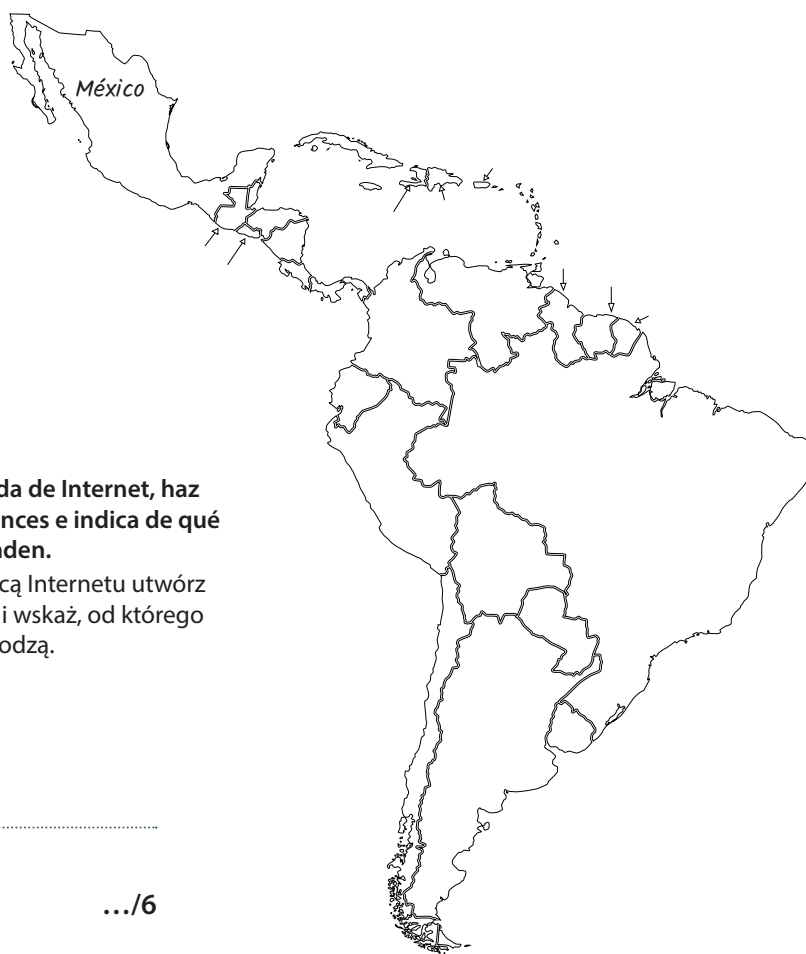 México
da de Internet, haz
nces e indica de qué
nden.
cą Internetu utwórz
i wskaż, od którego
odzą.
…/6